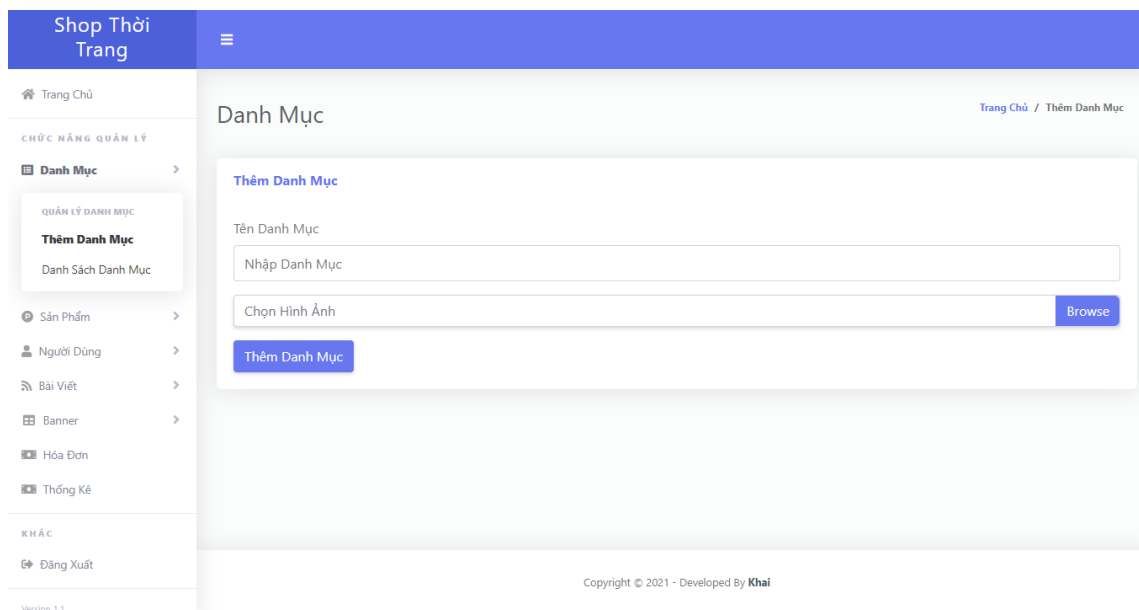 Shop Thời
Trang
Trang Chủ
CHỨC NĂNG QUẢN LÝ
Danh Mục
QUẢN LÝ DANH MỤC
Thêm Danh Mục
Danh Sách Danh Mục
Sản Phẩm
Người Dùng
Bài Viết
Banner
Hóa Đơn
Thống Kê
KHÁC
Đăng Xuất
Version 1.1
Danh Mục
Trang Chủ / Thêm Danh Mục
Thêm Danh Mục
Tên Danh Mục
Nhập Danh Mục
Chọn Hình Ảnh
Browse
Thêm Danh Mục
Copyright © 2021 - Developed By Khai